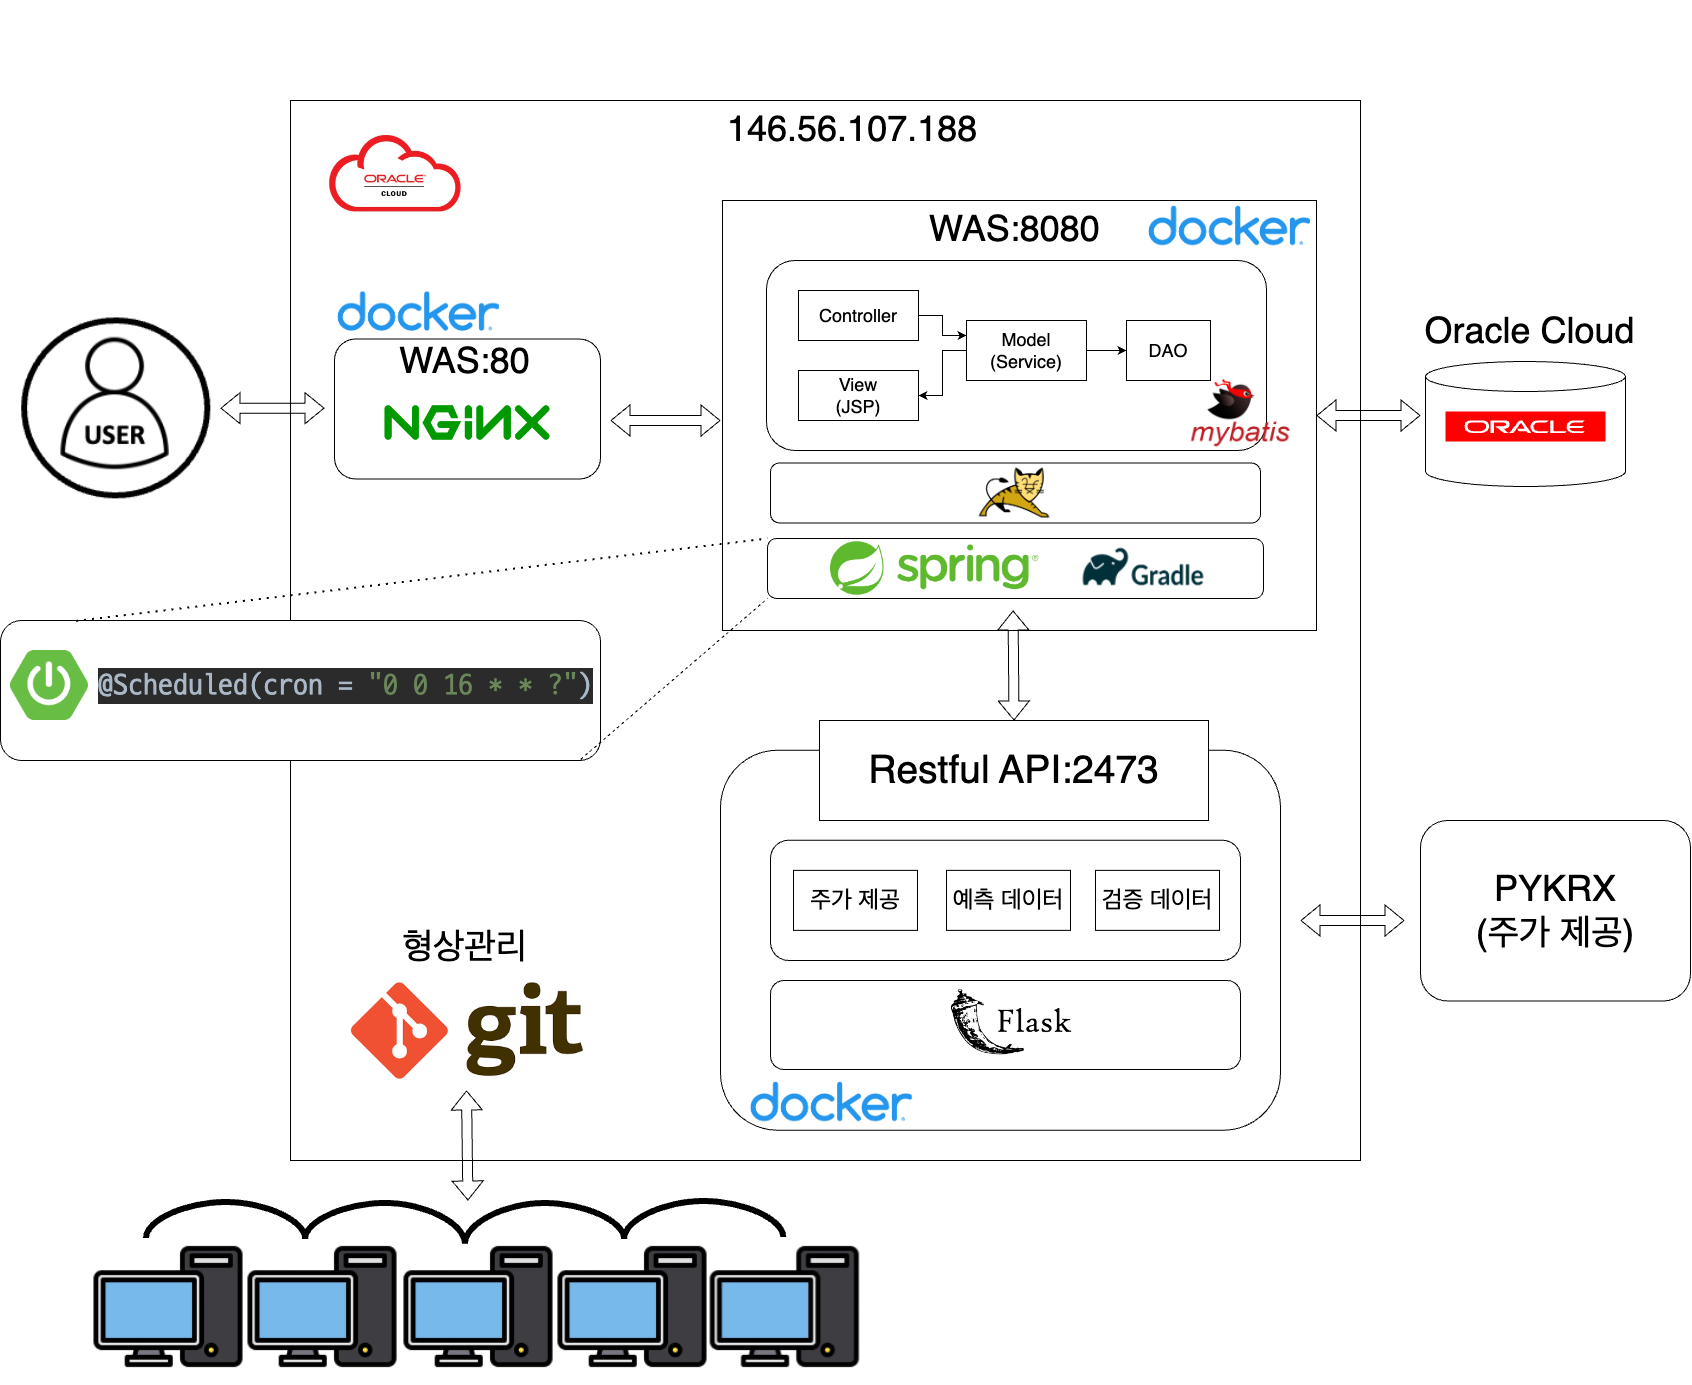 146.56.107.188
ORACLE
CLOUD
WAS:8080
docker
Controller
Model
(Service)
DAO
View
(JSP)
mybatis
docker
WAS:80
NGINX
USER
Oracle Cloud
ORACLE
spring
Gradle
@Scheduled(cron = "0 0 16 * * ?")
Restful API:2473
주가 제공
예측 데이터
검증 데이터
PYKRX
(주가 제공)
형상관리
git
Flask
docker